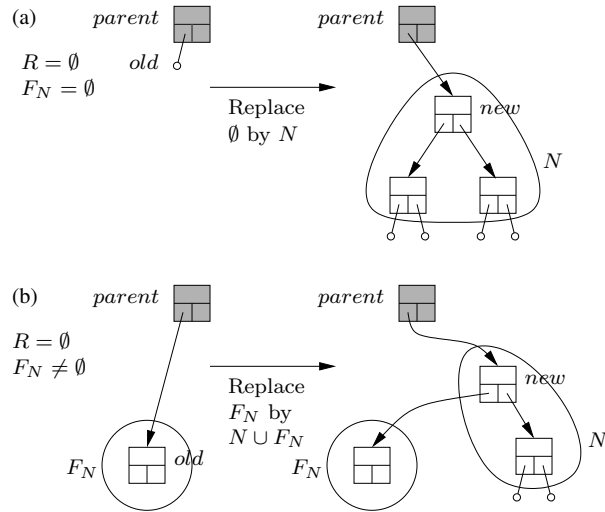 (a)
parent
parent
R = ∅
old
F_N = ∅
Replace
∅ by N
new
N
(b)
parent
parent
R = ∅
F_N ≠ ∅
Replace
F_N by
N ∪ F_N
new
old
N
F_N
F_N